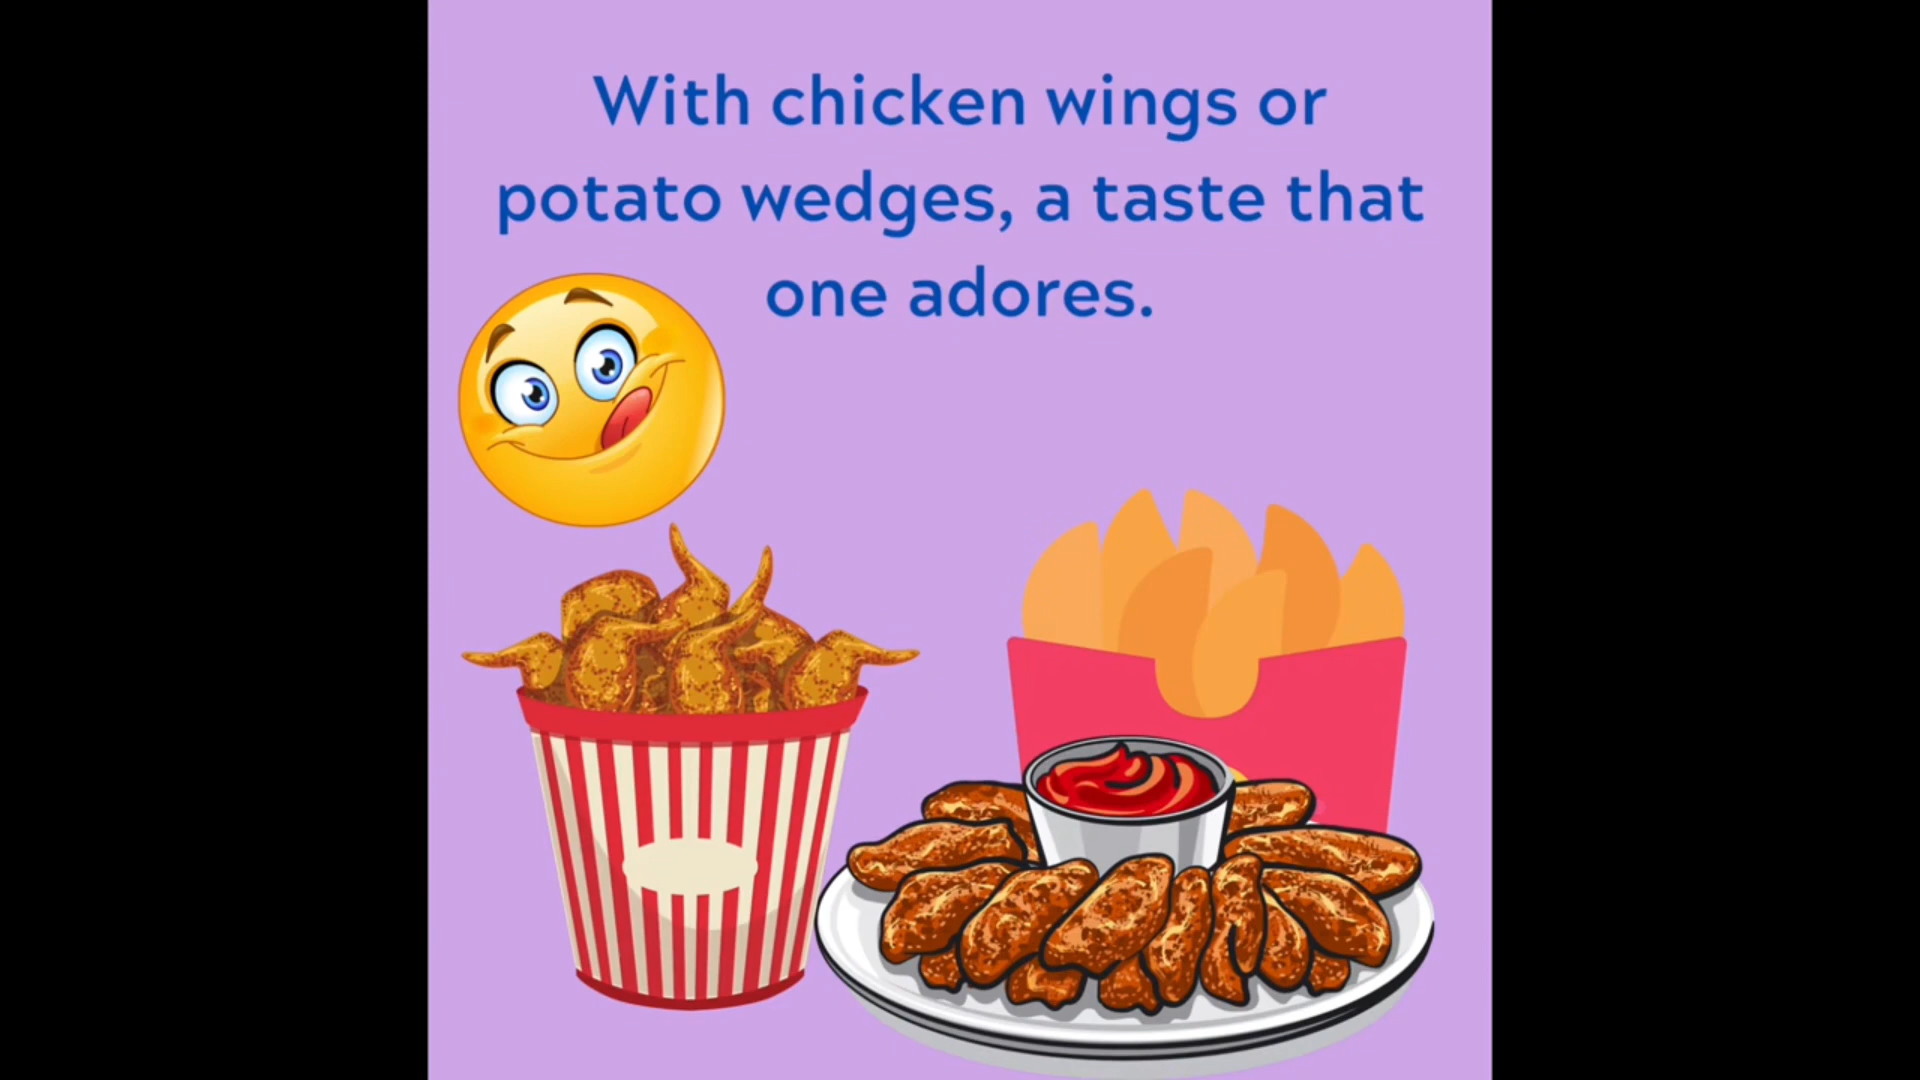 With chicken wings or
potato wedges, a taste that
one adores.